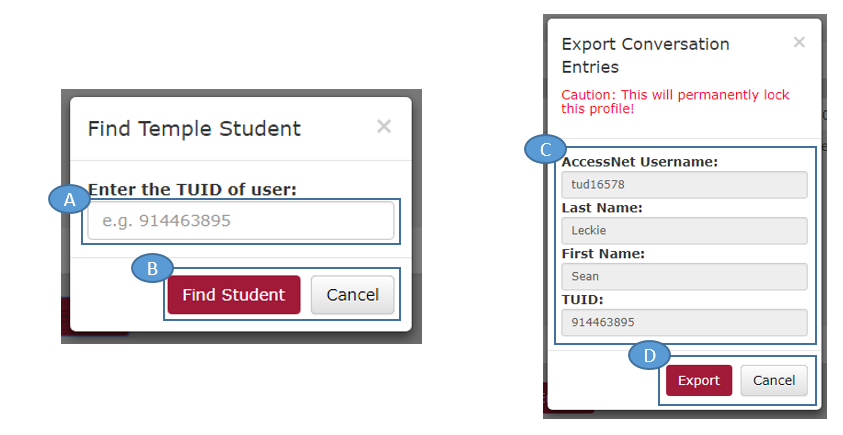 Find Temple Student ×
Enter the TUID of user:
A
e.g. 914463895
B
Find Student Cancel
Export Conversation ×
Entries
Caution: This will permanently lock
this profile!
C
AccessNet Username:
tud16578
Last Name:
Leckie
First Name:
Sean
TUID:
914463895
D
Export Cancel